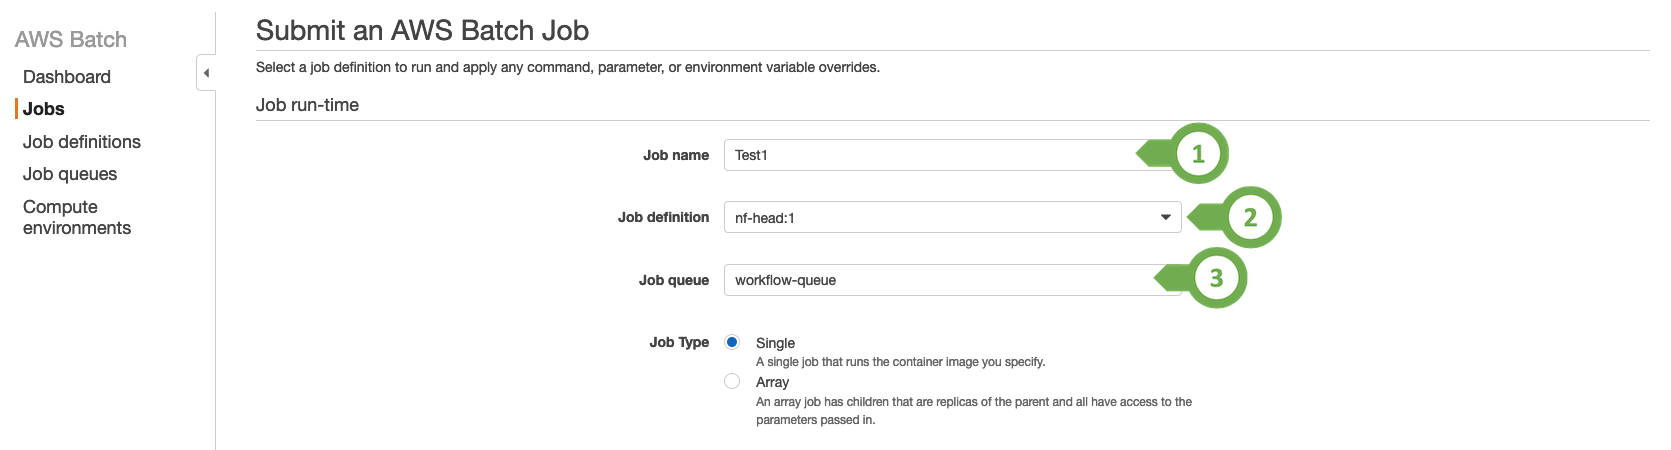 AWS Batch
Dashboard
Jobs
Job definitions
Job queues
Compute
environments
Submit an AWS Batch Job
Select a job definition to run and apply any command, parameter, or environment variable overrides.
Job run-time
Job name Test1 1
Job definition nf-head:1 2
Job queue workflow-queue 3
Job Type Single
A single job that runs the container image you specify.
Array
An array job has children that are replicas of the parent and all have access to the
parameters passed in.